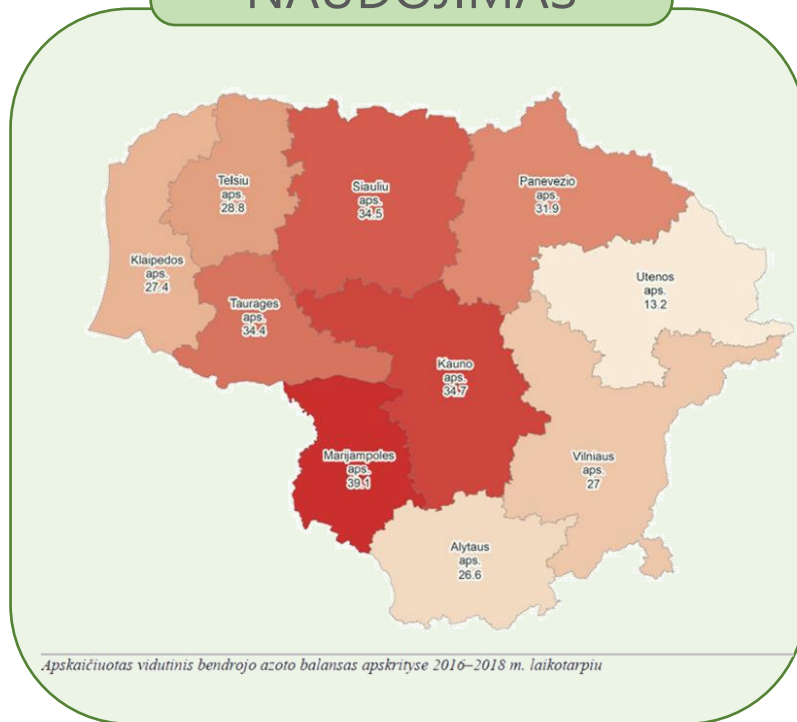 NAUDOJIMAS
Telsiu
aps.
28.8
Siauliu
aps.
34.5
Panevezio
aps.
31.9
Klaipedos
aps.
27.4
Utenos
aps.
13.2
Taurages
aps.
34.4
Kauno
aps.
34.7
Marijampoles
aps.
39.1
Vilniaus
aps.
27
Alytaus
aps.
26.6
Apskaičiuotas vidutinis bendrojo azoto balansas apskrityse 2016–2018 m. laikotarpiu